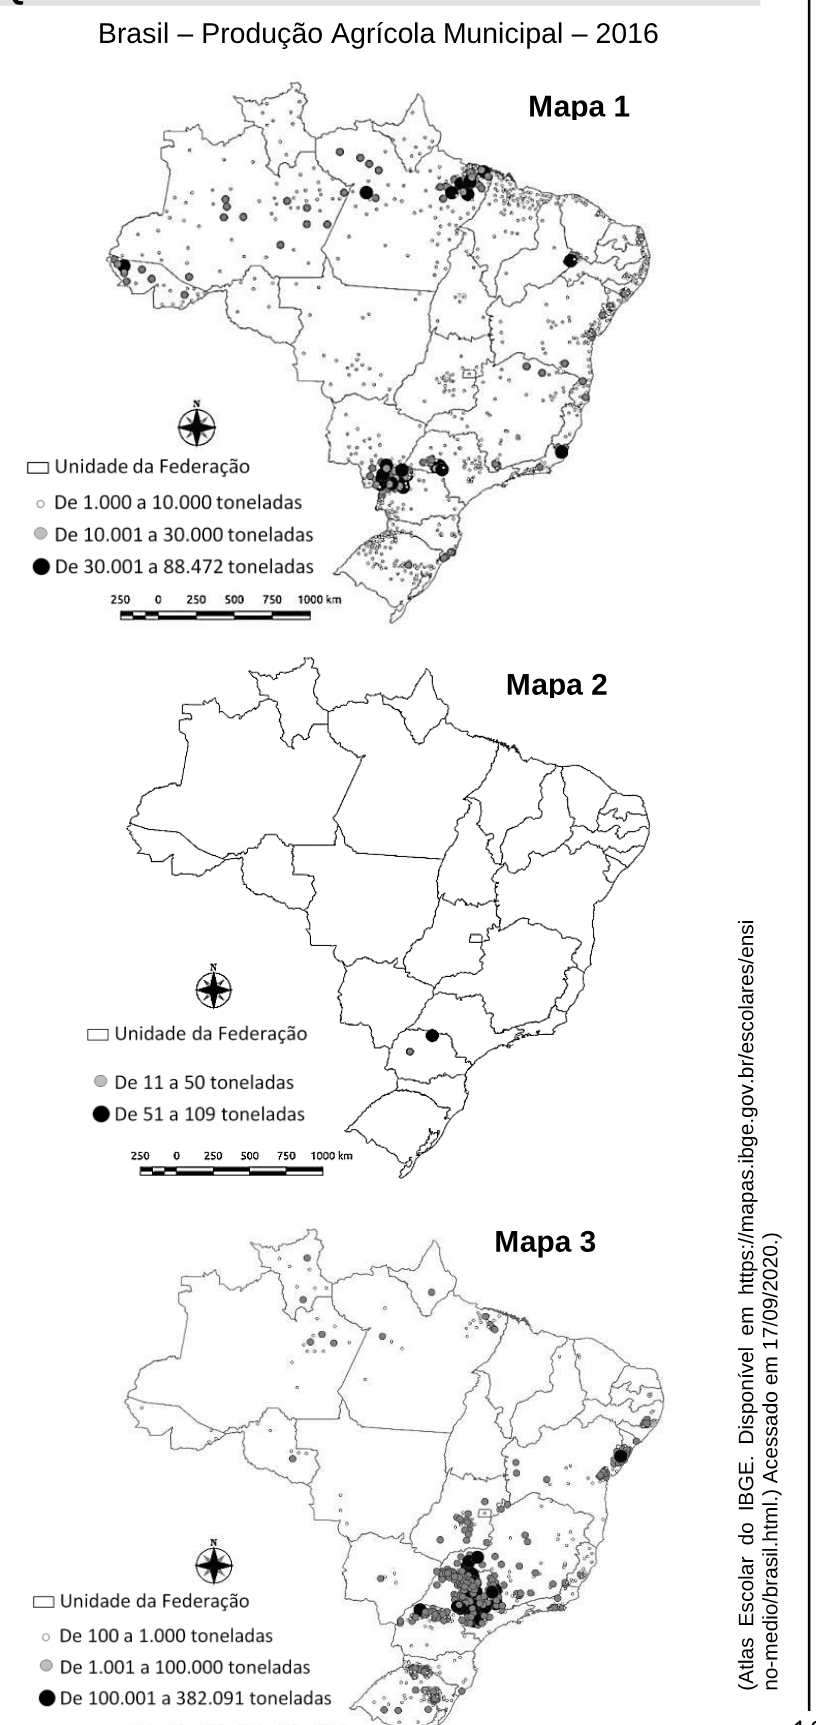 Brasil – Produção Agrícola Municipal – 2016
Mapa 1
N
Unidade da Federação
De 1.000 a 10.000 toneladas
De 10.001 a 30.000 toneladas
De 30.001 a 88.472 toneladas
250 0 250 500 750 1000 km
Mapa 2
N
Unidade da Federação
De 11 a 50 toneladas
De 51 a 109 toneladas
250 0 250 500 750 1000 km
Mapa 3
N
Unidade da Federação
De 100 a 1.000 toneladas
De 1.001 a 100.000 toneladas
De 100.001 a 382.091 toneladas
(Atlas Escolar do IBGE. Disponível em https://mapas.ibge.gov.br/escolares/ensi
no-medio/brasil.html.) Acessado em 17/09/2020.)